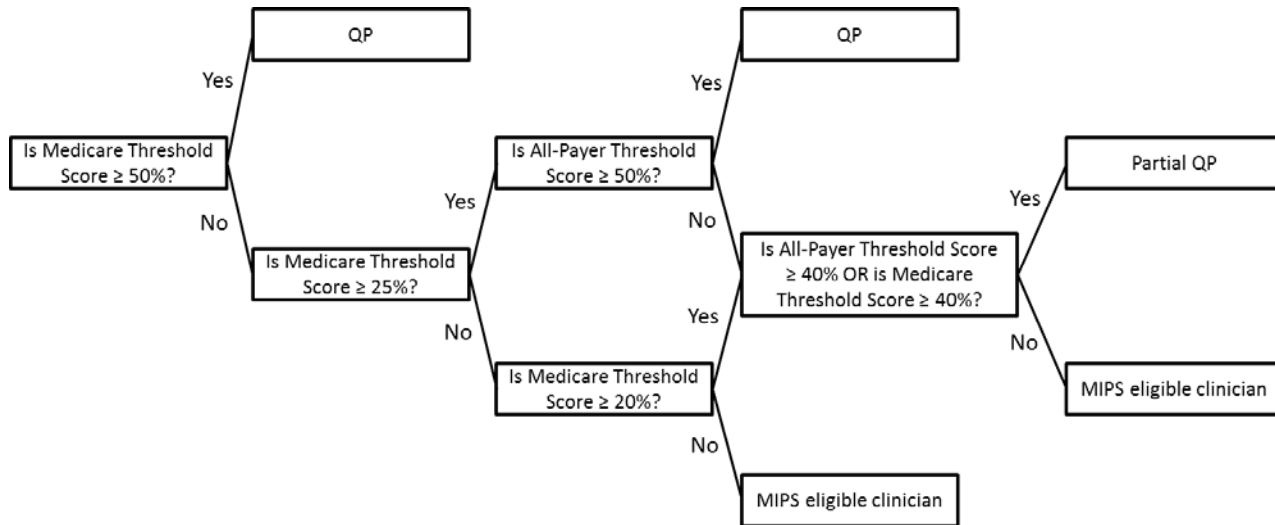 QP
QP
Yes
Yes
Is Medicare Threshold
Score ≥ 50%?
Is All-Payer Threshold
Score ≥ 50%?
Partial QP
Yes
Yes
No
No
Is Medicare Threshold
Score ≥ 25%?
Is All-Payer Threshold Score
≥ 40% OR is Medicare
Threshold Score ≥ 40%?
Yes
No
No
Is Medicare Threshold
Score ≥ 20%?
MIPS eligible clinician
No
MIPS eligible clinician